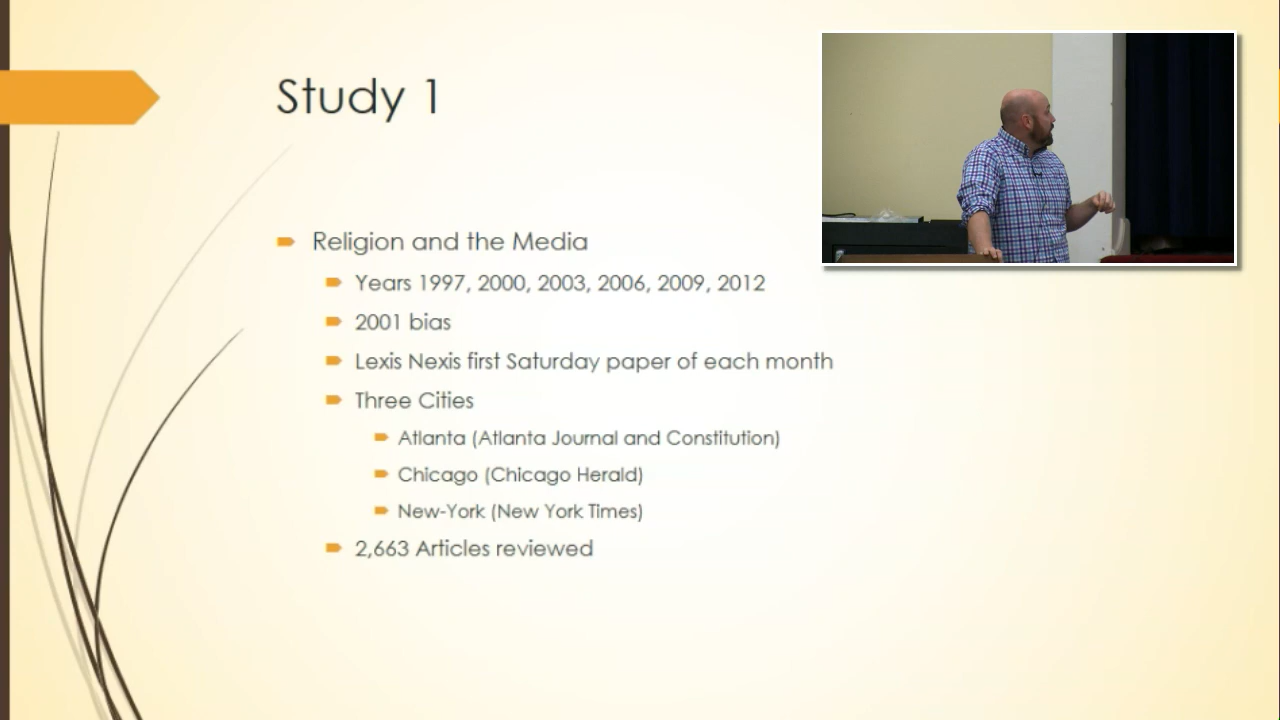 Study 1
Religion and the Media
Years 1997, 2000, 2003, 2006, 2009, 2012
2001 bias
Lexis Nexis first Saturday paper of each month
Three Cities
Atlanta (Atlanta Journal and Constitution)
Chicago (Chicago Herald)
New-York (New York Times)
2,663 Articles reviewed